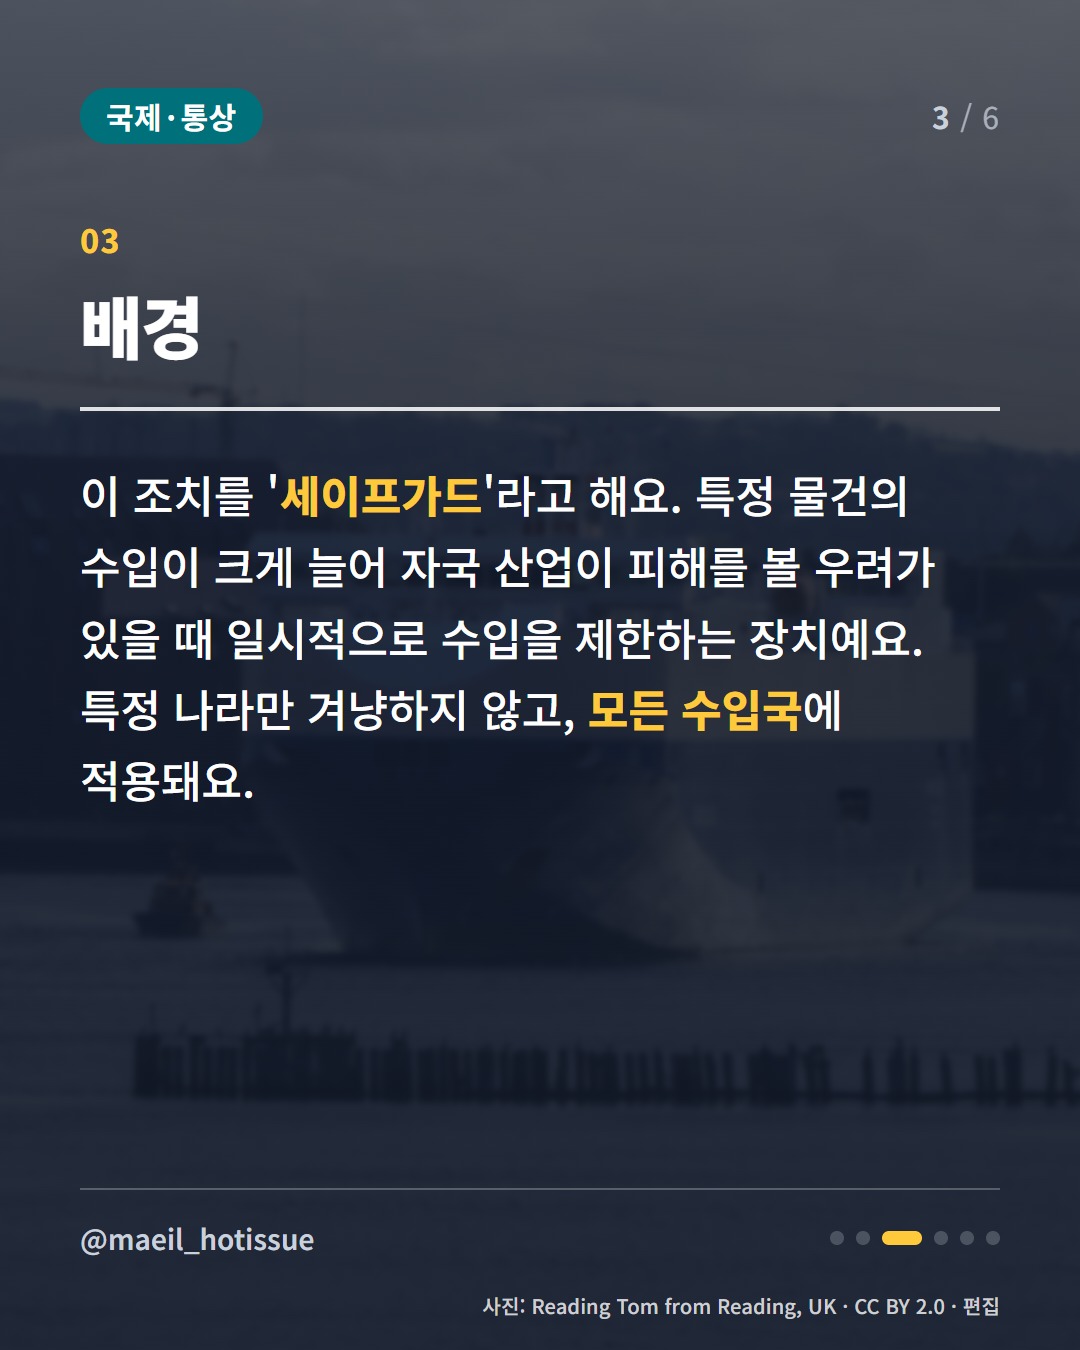 국제·통상
3 / 6
03
배경
이 조치를 '세이프가드'라고 해요. 특정 물건의
수입이 크게 늘어 자국 산업이 피해를 볼 우려가
있을 때 일시적으로 수입을 제한하는 장치예요.
특정 나라만 겨냥하지 않고, 모든 수입국에
적용돼요.
@maeil_hotissue
사진: Reading Tom from Reading, UK · CC BY 2.0 · 편집